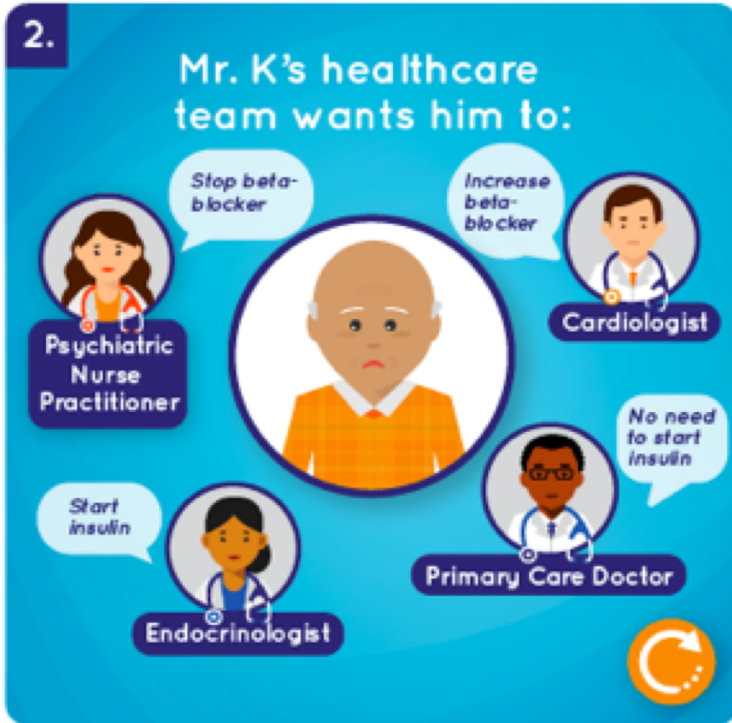 2.
Mr. K's healthcare
team wants him to:
Stop beta-
blocker
Increase
beta-
blocker
Psychiatric
Nurse
Practitioner
Cardiologist
No need
to start
insulin
Start
insulin
Primary Care Doctor
Endocrinologist